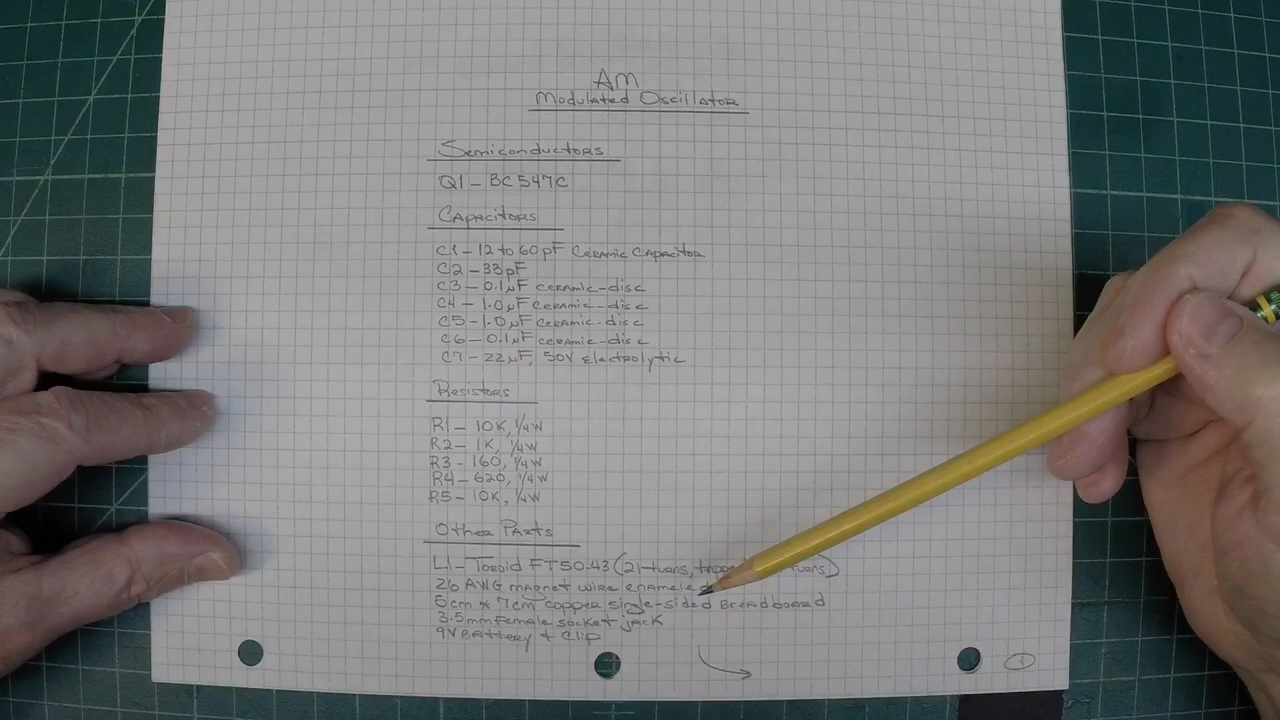 AM
Modulated Oscillator
Semiconductors
Q1 - BC547C
Capacitors
C1 - 12 to 60pF Ceramic Capacitor
C2 - 33pF
C3 - 0.1µF ceramic-disc
C4 - 1.0µF ceramic-disc
C5 - 1.0µF ceramic-disc
C6 - 0.1µF ceramic-disc
C7 - 22µF, 50V Electrolytic
Resistors
R1 - 10K, 1/4W
R2 - 1K, 1/4W
R3 - 160, 1/4W
R4 - 620, 1/4W
R5 - 10K, 1/4W
Other Parts
L1 - Toroid FT50-43 (21-turns, turns)
26 AWG magnet wire
5cm * 7cm copper single-sided Breadboard
3.5mm Female socket jack
9V Battery & Clip
1